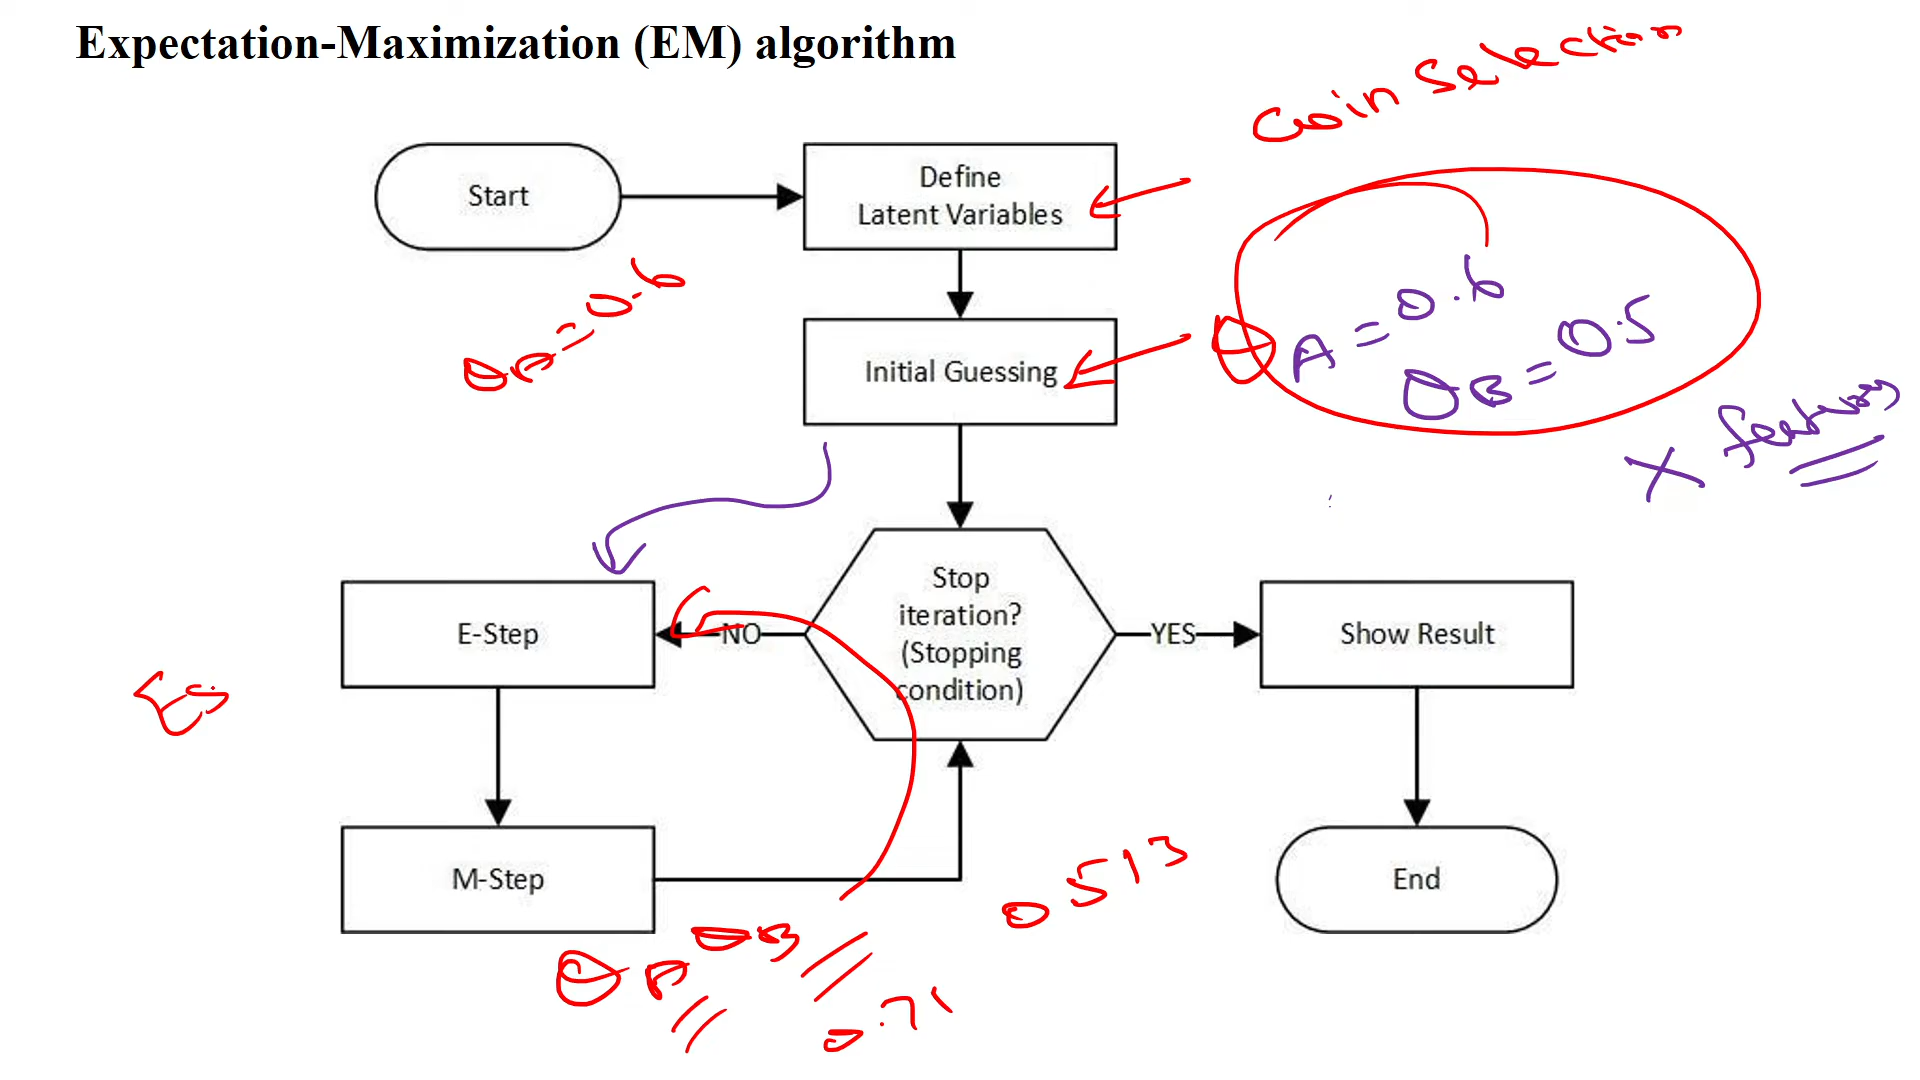 Expectation-Maximization (EM) algorithm
Coin Selection
Start
Define
Latent Variables
θA = 0.6
Initial Guessing
θA = 0.6
θB = 0.5
X features
Stop
iteration?
(Stopping
condition)
E-Step
NO
YES
Show Result
M-Step
End
0 513
θA θB
0.71